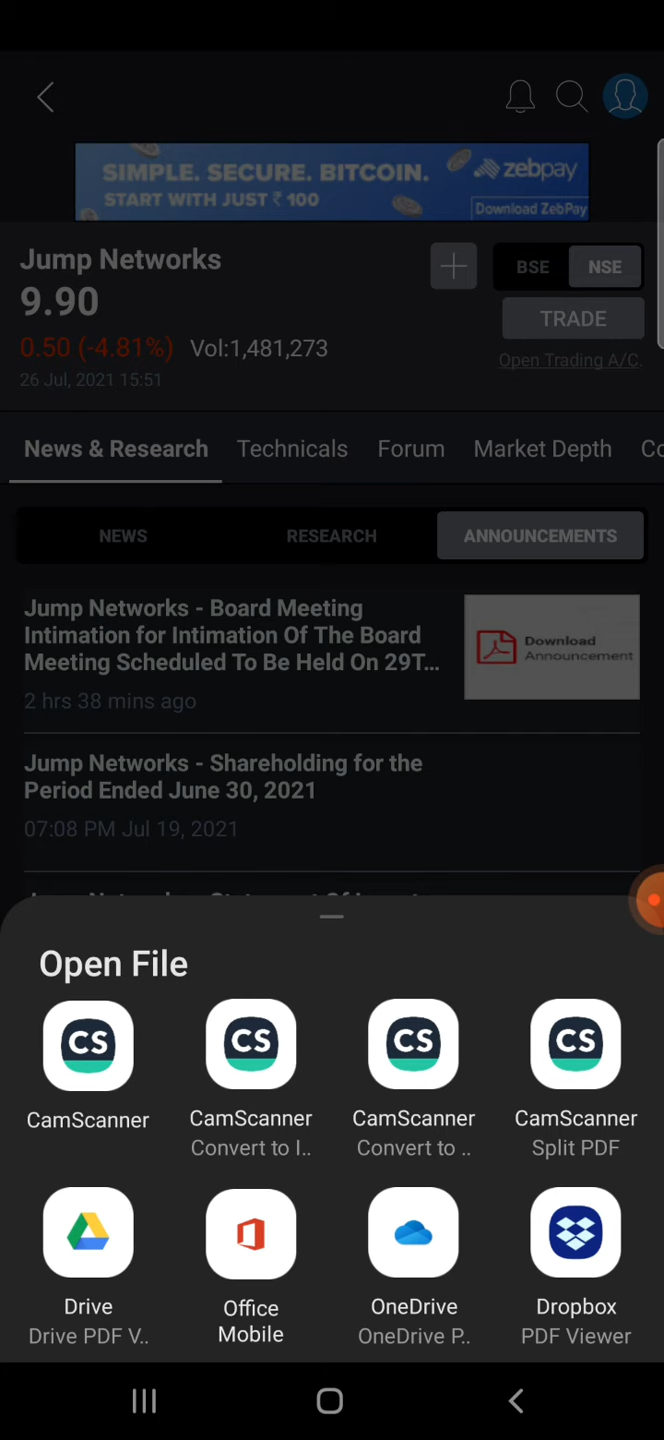 SIMPLE. SECURE. BITCOIN.
START WITH JUST ₹ 100
zebpay
Download ZebPay
Jump Networks
9.90
BSE
NSE
TRADE
0.50 (-4.81%) Vol:1,481,273
Open Trading A/C.
26 Jul, 2021 15:51
News & Research
Technicals
Forum
Market Depth
Co
NEWS
RESEARCH
ANNOUNCEMENTS
Jump Networks - Board Meeting
Intimation for Intimation Of The Board
Meeting Scheduled To Be Held On 29T...
2 hrs 38 mins ago
Download
Announcement
Jump Networks - Shareholding for the
Period Ended June 30, 2021
07:08 PM Jul 19, 2021
Open File
CS
CS
CS
CS
CamScanner
CamScanner
Convert to I..
CamScanner
Convert to ..
CamScanner
Split PDF
Drive
Drive PDF V..
Office
Mobile
OneDrive
OneDrive P..
Dropbox
PDF Viewer